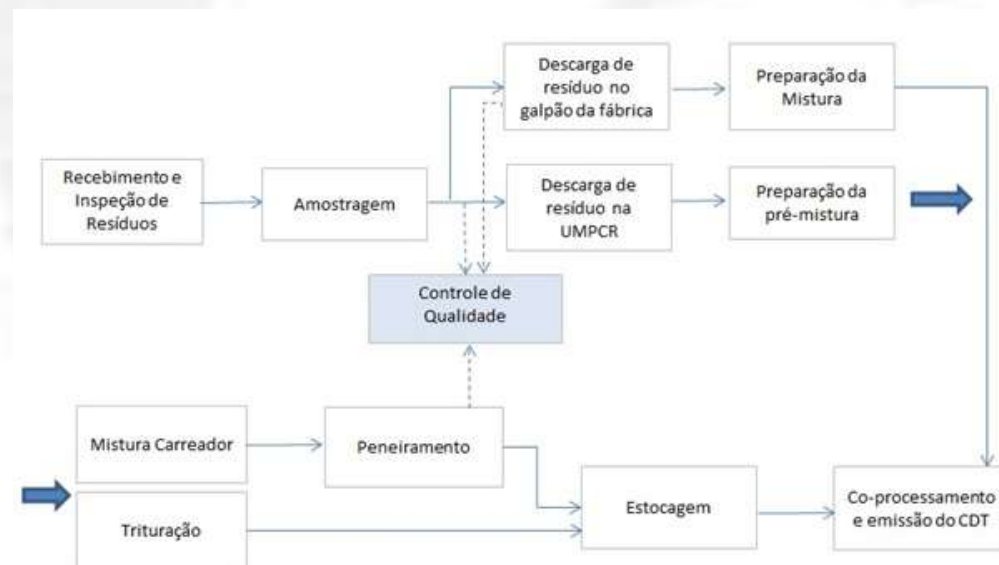 Descarga de
resíduo no
galpão da fábrica
Preparação da
Mistura
Recebimento e
Inspeção de
Resíduos
Amostragem
Descarga de
resíduo na
UMPCR
Preparação da
pré-mistura
Controle de
Qualidade
Mistura Carreador
Peneiramento
Trituração
Estocagem
Co-processamento
e emissão do CDT